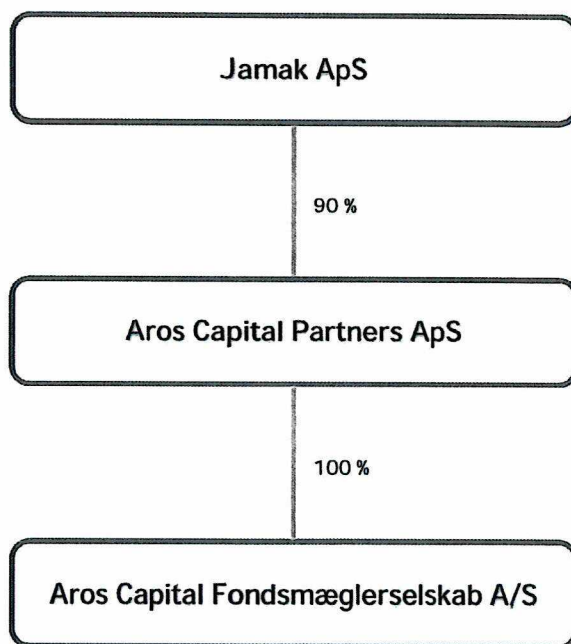 Jamak ApS
90 %
Aros Capital Partners ApS
100 %
Aros Capital Fondsmæglerselskab A/S